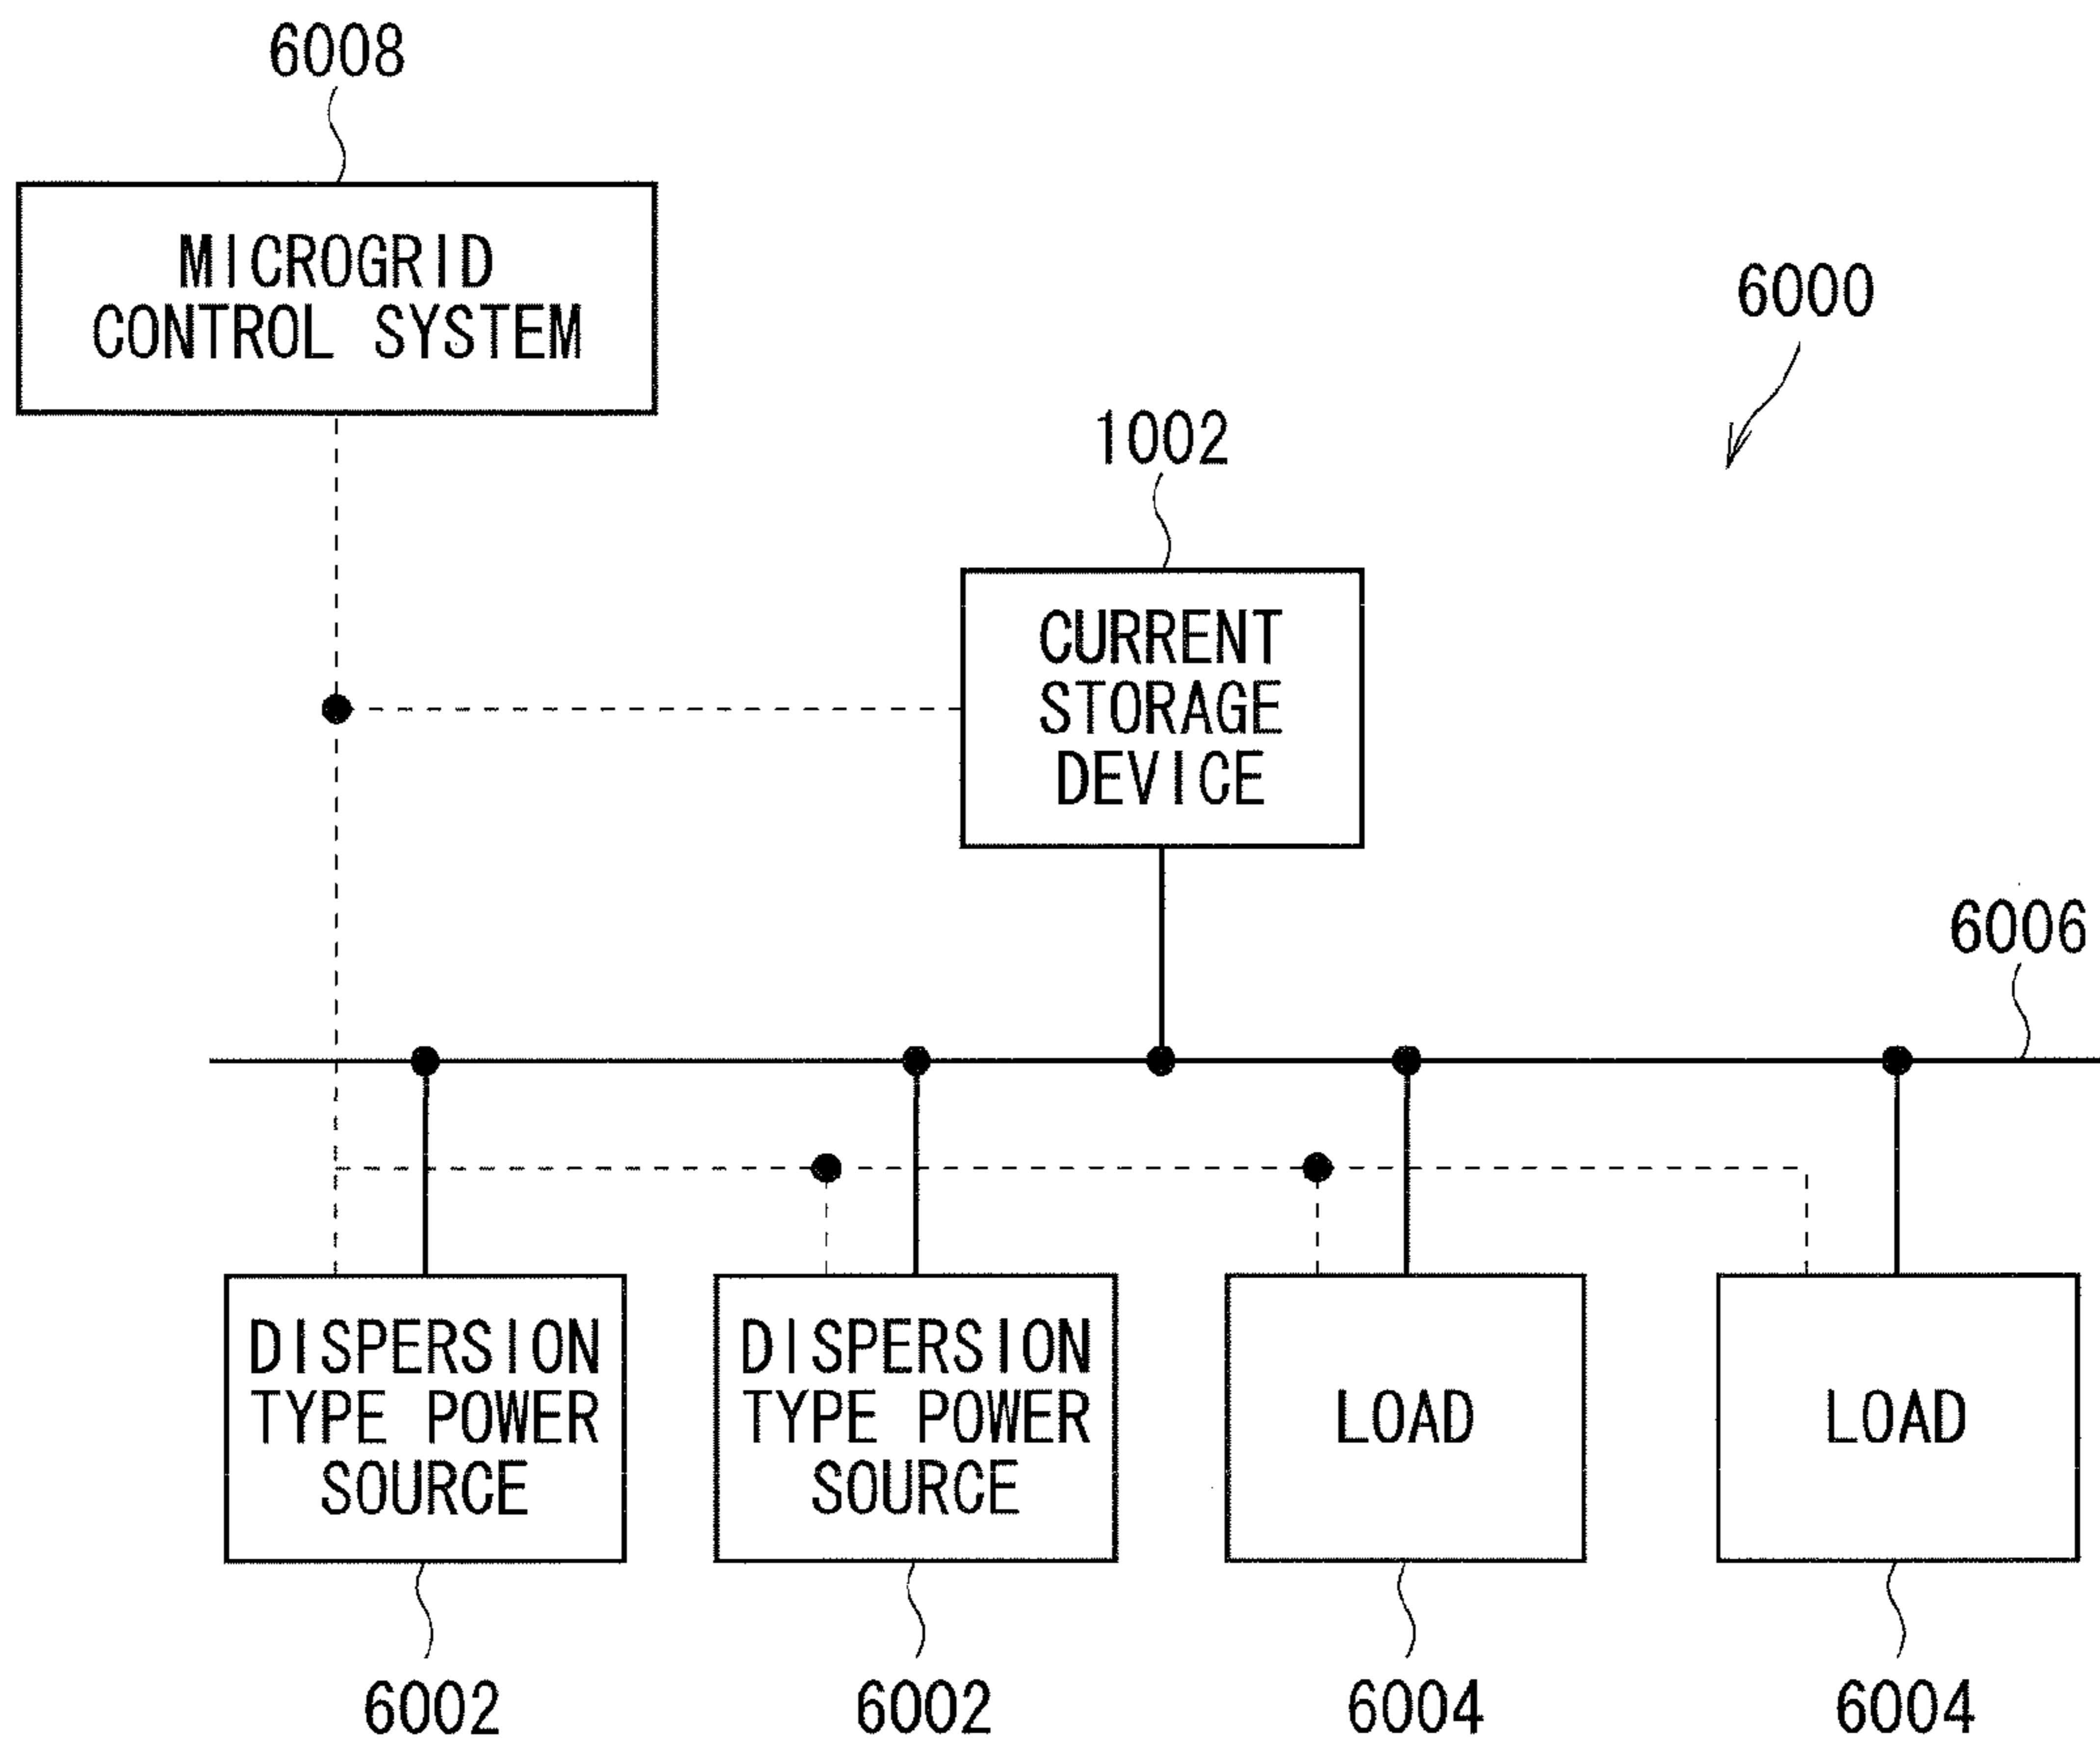 6008
MICROGRID
CONTROL SYSTEM
6000
1002
CURRENT
STORAGE
DEVICE
6006
DISPERSION
TYPE POWER
SOURCE
DISPERSION
TYPE POWER
SOURCE
LOAD
LOAD
6002
6002
6004
6004